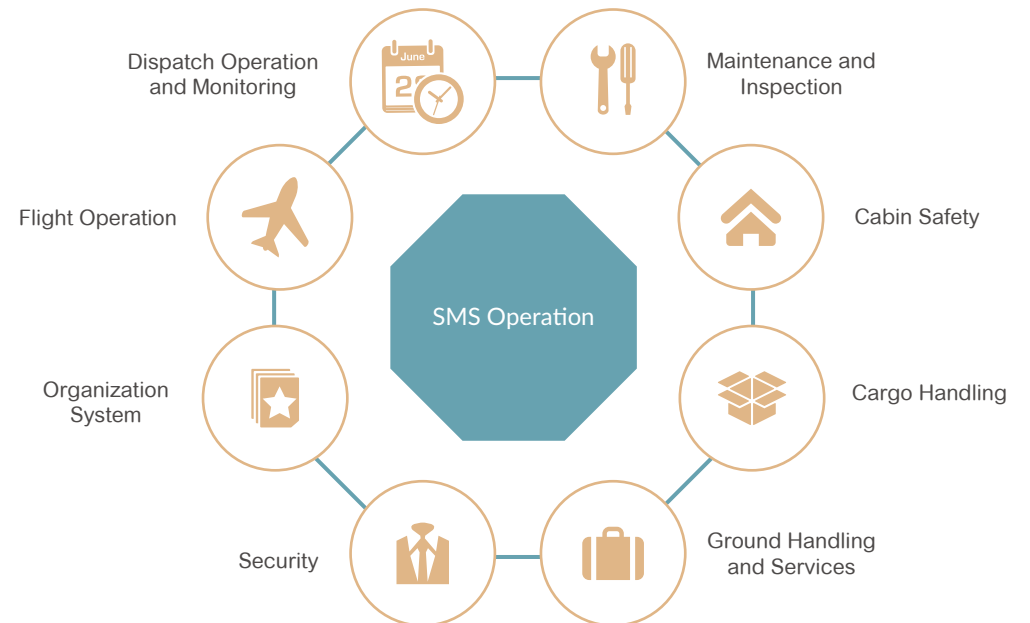 Dispatch Operation
and Monitoring
June
Maintenance and
Inspection
Flight Operation
Cabin Safety
SMS Operation
Organization
System
Cargo Handling
Security
Ground Handling
and Services